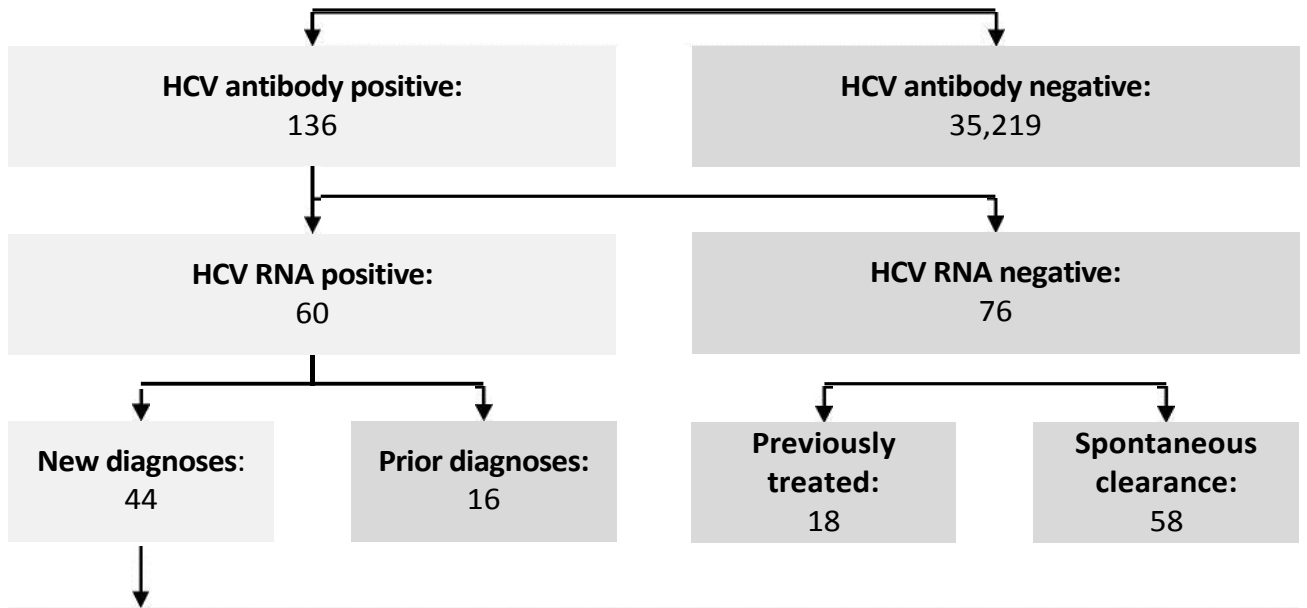 HCV antibody positive:
136
HCV antibody negative:
35,219
HCV RNA positive:
60
HCV RNA negative:
76
New diagnoses:
44
Prior diagnoses:
16
Previously
treated:
18
Spontaneous
clearance:
58